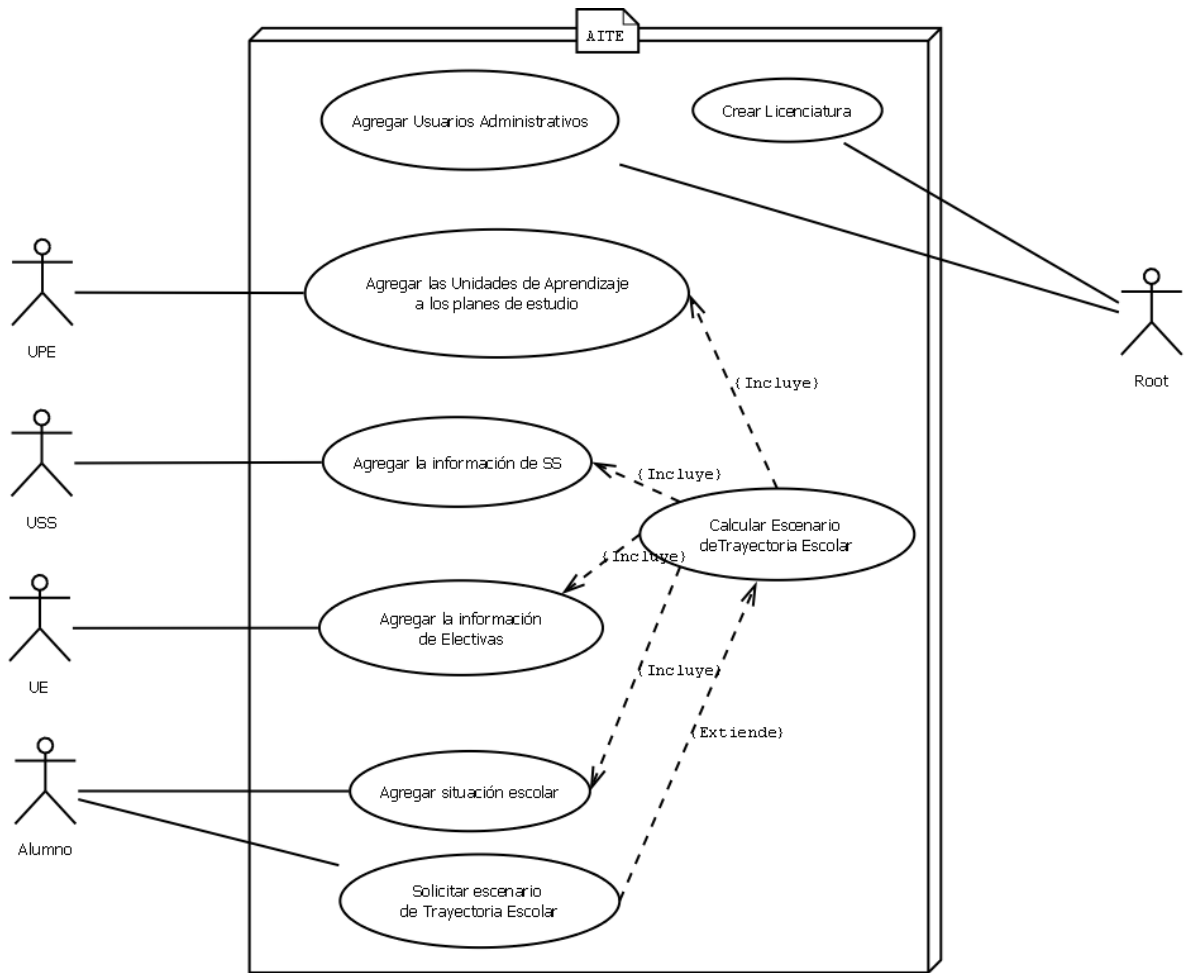 AITE
Agregar Usuarios Administrativos
Crear Licenciatura
Agregar las Unidades de Aprendizaje
a los planes de estudio
UPE
Root
{Incluye}
Agregar la información de SS
{Incluye}
USS
Calcular Escenario
deTrayectoria Escolar
{Incluye}
Agregar la información
de Electivas
UE
{Incluye}
{Extiende}
Agregar situación escolar
Alumno
Solicitar escenario
de Trayectoria Escolar